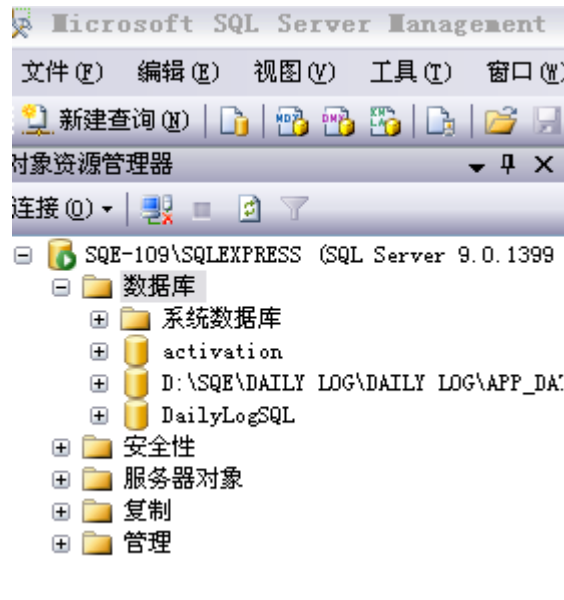 Microsoft SQL Server Management
文件(F) 编辑(E) 视图(V) 工具(T) 窗口(W)
新建查询(N)
对象资源管理器
连接(O)
SQE-109\SQLEXPRESS (SQL Server 9.0.1399
数据库
系统数据库
activation
D:\SQE\DAILY LOG\DAILY LOG\APP_DA
DailyLogSQL
安全性
服务器对象
复制
管理